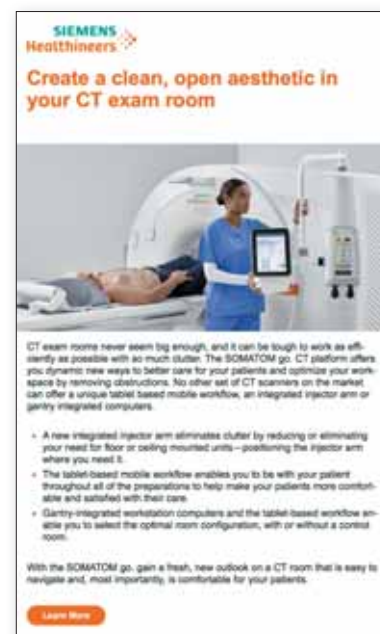 SIEMENS
Healthineers
Create a clean, open aesthetic in
your CT exam room
CT exam rooms never seem big enough, and it can be tough to work as effi-
ciently as possible with so much clutter. The SOMATOM go. CT platform offers
you dynamic new ways to better care for your patients and optimize your work-
space by removing obstructions. No other set of CT scanners on the market
can offer a unique tablet based mobile workflow, an integrated injector arm or
gantry integrated computers.
• A new integrated injector arm eliminates clutter by reducing or eliminating
your need for floor or ceiling mounted units—positioning the injector arm
where you need it.
• The tablet-based mobile workflow enables you to be with your patient
throughout all of the preparations to help make your patients more comfort-
able and satisfied with their care.
• Gantry-integrated workstation computers and the tablet-based workflow en-
able you to select the optimal room configuration, with or without a control
room.
With the SOMATOM go. gain a fresh, new outlook on a CT room that is easy to
navigate and, most importantly, is comfortable for your patients.
Learn More